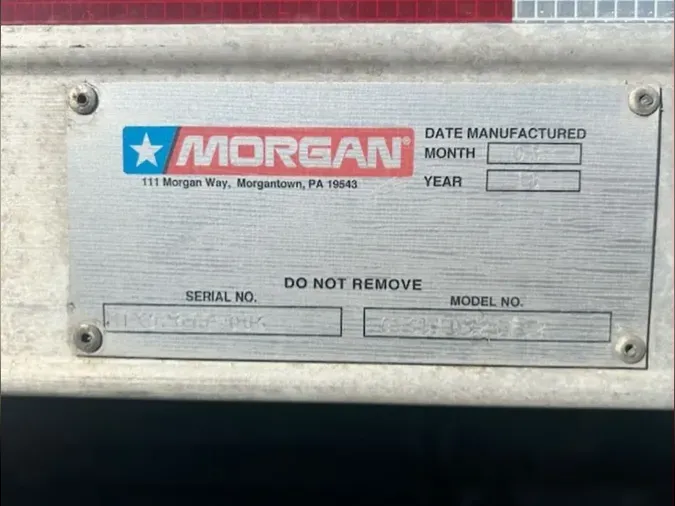 MORGAN®
111 Morgan Way, Morgantown, PA 19543
DATE MANUFACTURED
MONTH
YEAR
DO NOT REMOVE
SERIAL NO.
MODEL NO.